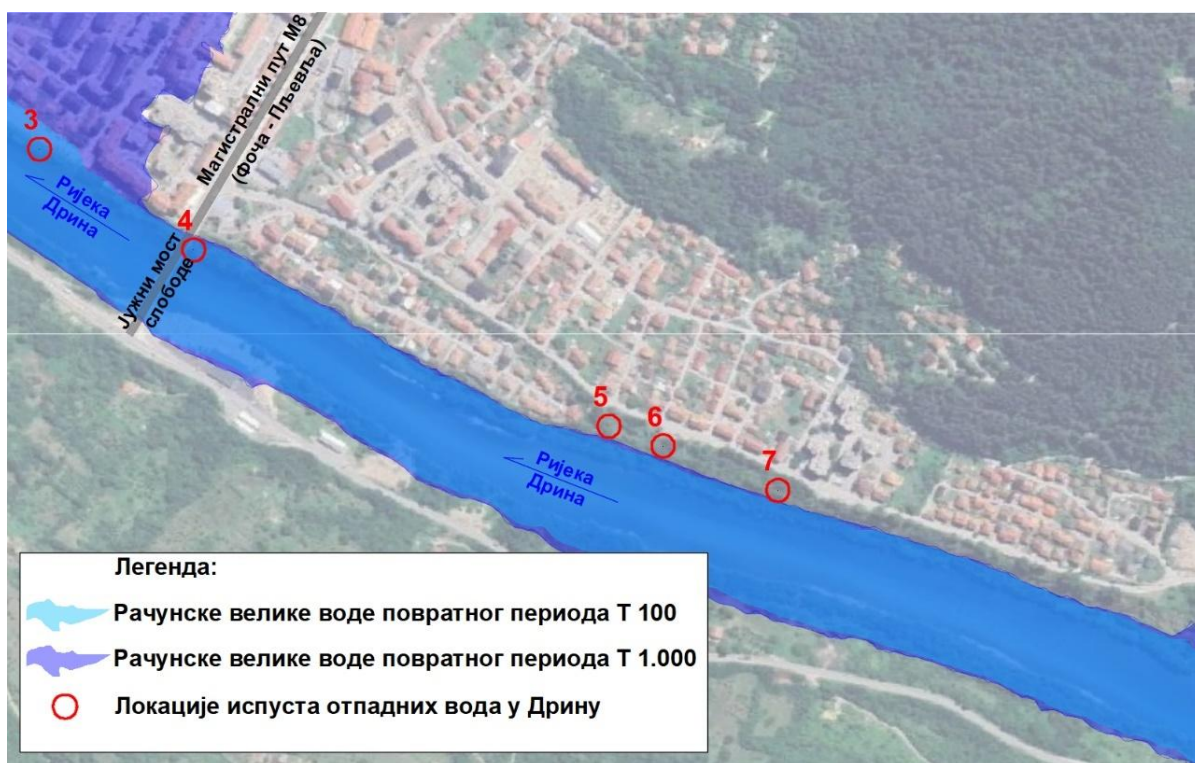 Магистрални пут М8
(Фоча - Пљевља)
3
Ријека
Дрина
4
Јужни мост
слободе
5
6
7
Ријека
Дрина
Легенда:
Рачунске велике воде повратног периода Т 100
Рачунске велике воде повратног периода Т 1.000
Локације испуста отпадних вода у Дрину